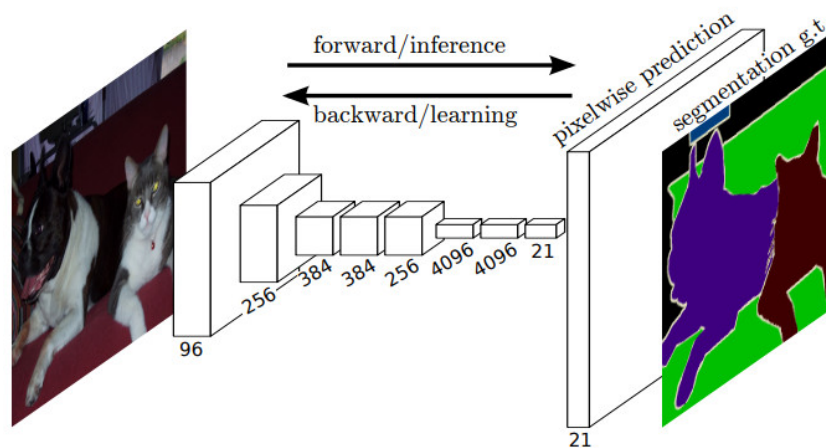 forward/inference
backward/learning
pixelwise prediction
segmentation g.t
96
256
384
384
256
4096
4096
21
21